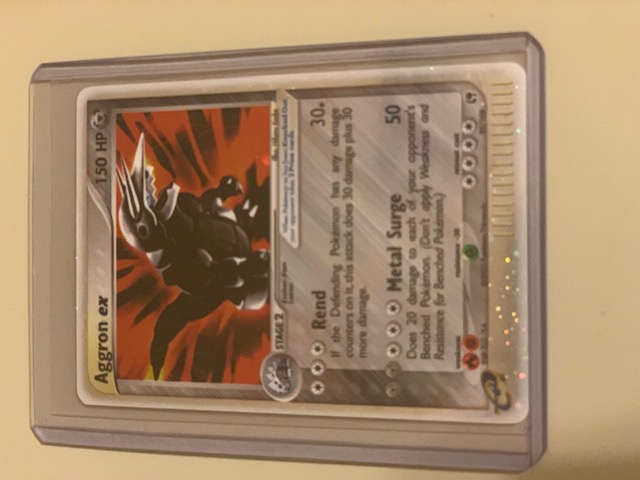 Aggron ex 150 HP
Illus. Hikaru Koike
STAGE 2 Evolves from When Pokémon-ex has been Knocked Out,
Lairon your opponent takes 2 Prize cards.
Rend 30+
If the Defending Pokémon has any
damage
counters on it, this attack does 30 damage plus 30
more damage.
Metal Surge 50
Does 20 damage to each of your opponent's
Benched Pokémon. (Don't apply Weakness and
Resistance for Benched Pokémon.)
weakness resistance -30 retreat cost
e